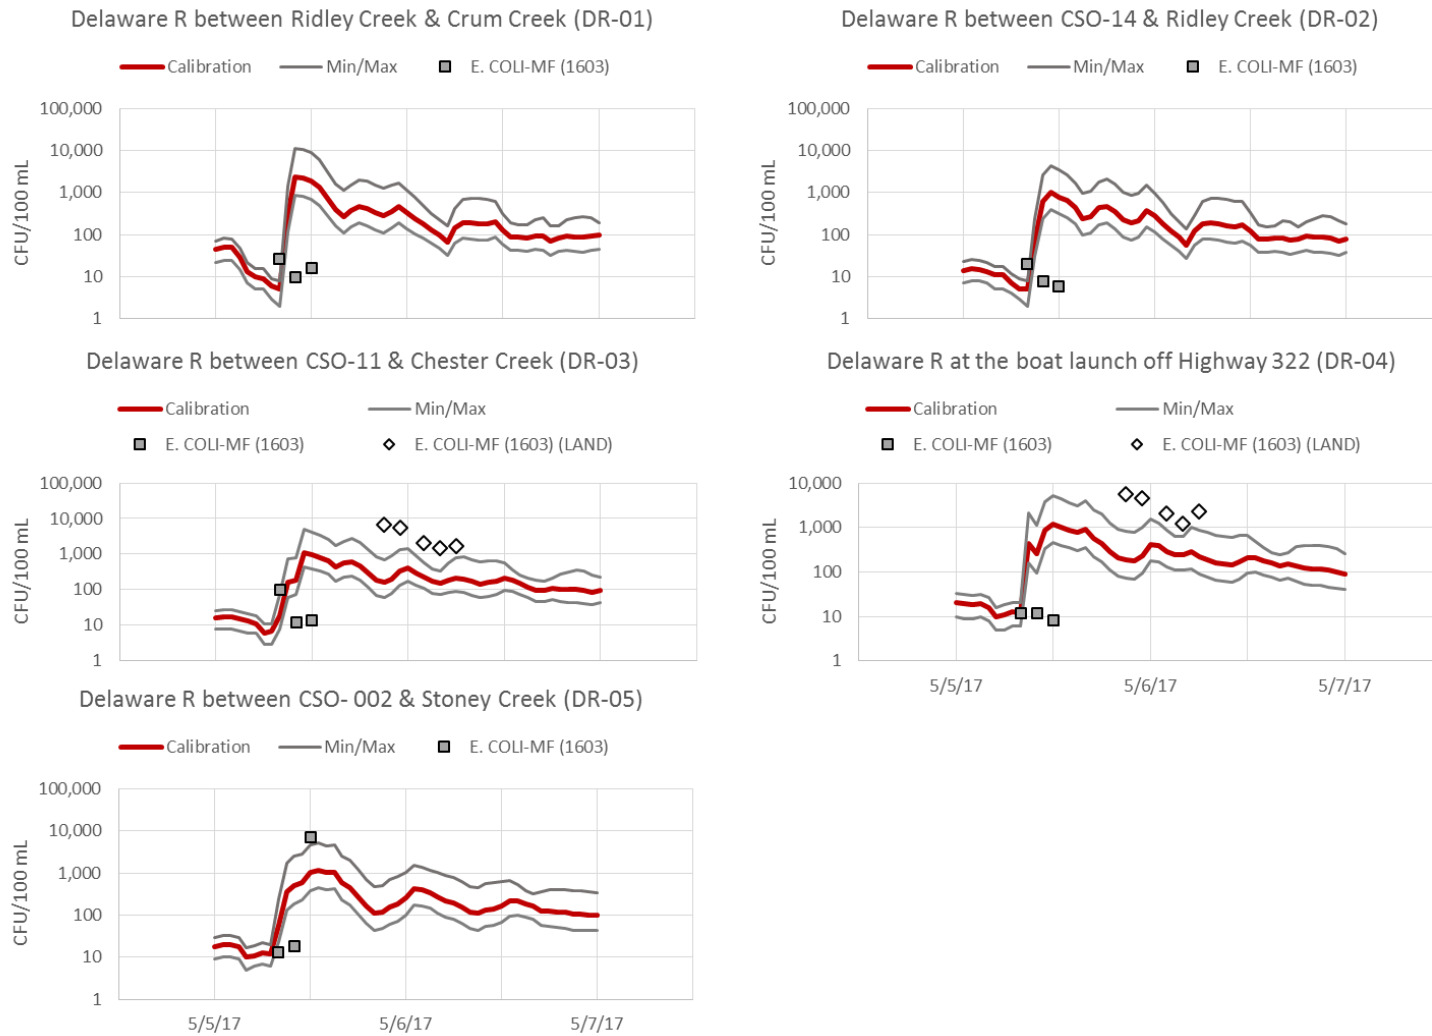 Delaware R between Ridley Creek & Crum Creek (DR-01)
Calibration Min/Max E. COLI-MF (1603)
100,000
10,000
1,000
100
10
1
CFU/100 mL
Delaware R between CSO-14 & Ridley Creek (DR-02)
Calibration Min/Max E. COLI-MF (1603)
100,000
10,000
1,000
100
10
1
CFU/100 mL
Delaware R between CSO-11 & Chester Creek (DR-03)
Calibration Min/Max
E. COLI-MF (1603) E. COLI-MF (1603) (LAND)
100,000
10,000
1,000
100
10
1
CFU/100 mL
Delaware R at the boat launch off Highway 322 (DR-04)
Calibration Min/Max
E. COLI-MF (1603) E. COLI-MF (1603) (LAND)
10,000
1,000
100
10
1
CFU/100 mL
5/5/17 5/6/17 5/7/17
Delaware R between CSO- 002 & Stoney Creek (DR-05)
Calibration Min/Max E. COLI-MF (1603)
100,000
10,000
1,000
100
10
1
CFU/100 mL
5/5/17 5/6/17 5/7/17